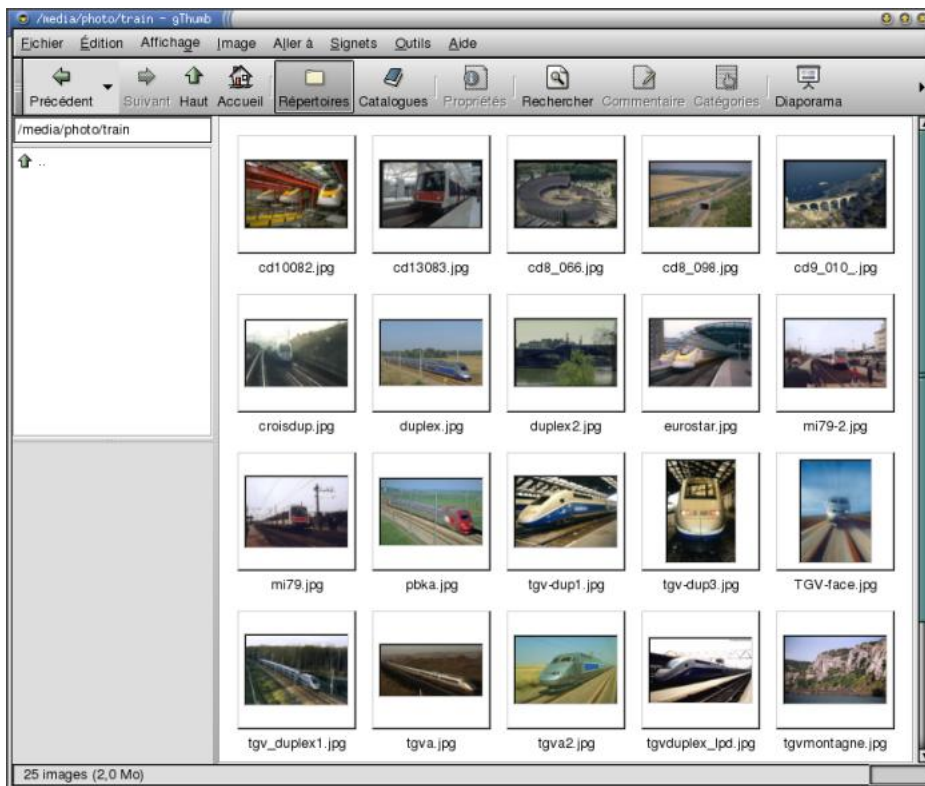 /media/photo/train - gThumb
Fichier Édition Affichage Image Aller à Signets Outils Aide
Précédent Suivant Haut Accueil Répertoires Catalogues Propriétés Rechercher Commentaire Catégories Diaporama
/media/photo/train
..
cd10082.jpg cd13083.jpg cd8_066.jpg cd8_098.jpg cd9_010_.jpg
croisdup.jpg duplex.jpg duplex2.jpg eurostar.jpg mi79-2.jpg
mi79.jpg pbka.jpg tgv-dup1.jpg tgv-dup3.jpg TGV-face.jpg
tgv_duplex1.jpg tgva.jpg tgva2.jpg tgvduplex_lpd.jpg tgvmontagne.jpg
25 images (2,0 Mo)